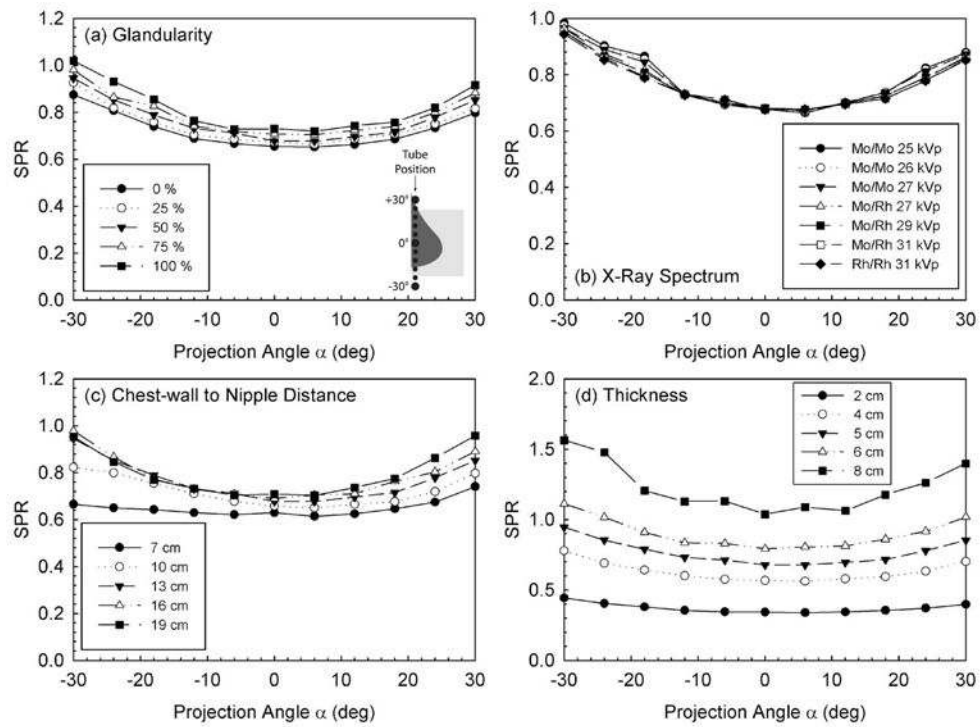 (a) Glandularity
SPR
1.2
1.0
0.8
0.6
0.4
0.2
0.0
0 %
25 %
50 %
75 %
100 %
Tube
Position
+30°
0°
-30°
-30 -20 -10 0 10 20 30
Projection Angle α (deg)
SPR
1.0
0.8
0.6
0.4
0.2
0.0
Mo/Mo 25 kVp
Mo/Mo 26 kVp
Mo/Mo 27 kVp
Mo/Rh 27 kVp
Mo/Rh 29 kVp
Mo/Rh 31 kVp
Rh/Rh 31 kVp
(b) X-Ray Spectrum
-30 -20 -10 0 10 20 30
Projection Angle α (deg)
(c) Chest-wall to Nipple Distance
SPR
1.2
1.0
0.8
0.6
0.4
0.2
0.0
7 cm
10 cm
13 cm
16 cm
19 cm
-30 -20 -10 0 10 20 30
Projection Angle α (deg)
(d) Thickness
SPR
2.0
1.5
1.0
0.5
0.0
2 cm
4 cm
5 cm
6 cm
8 cm
-30 -20 -10 0 10 20 30
Projection Angle α (deg)